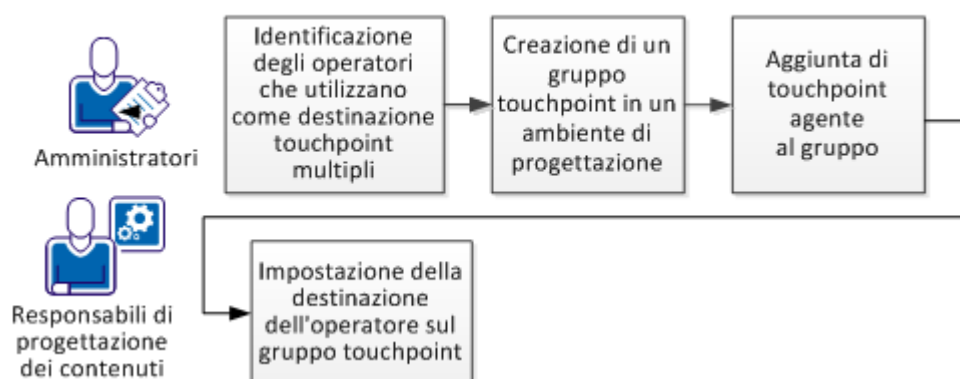 Amministratori
Identificazione
degli operatori
che utilizzano
come destinazione
touchpoint
multipli
Creazione di un
gruppo
touchpoint in un
ambiente di
progettazione
Aggiunta di
touchpoint
agente
al gruppo
Responsabili di
progettazione
dei contenuti
Impostazione della
destinazione
dell'operatore sul
gruppo touchpoint